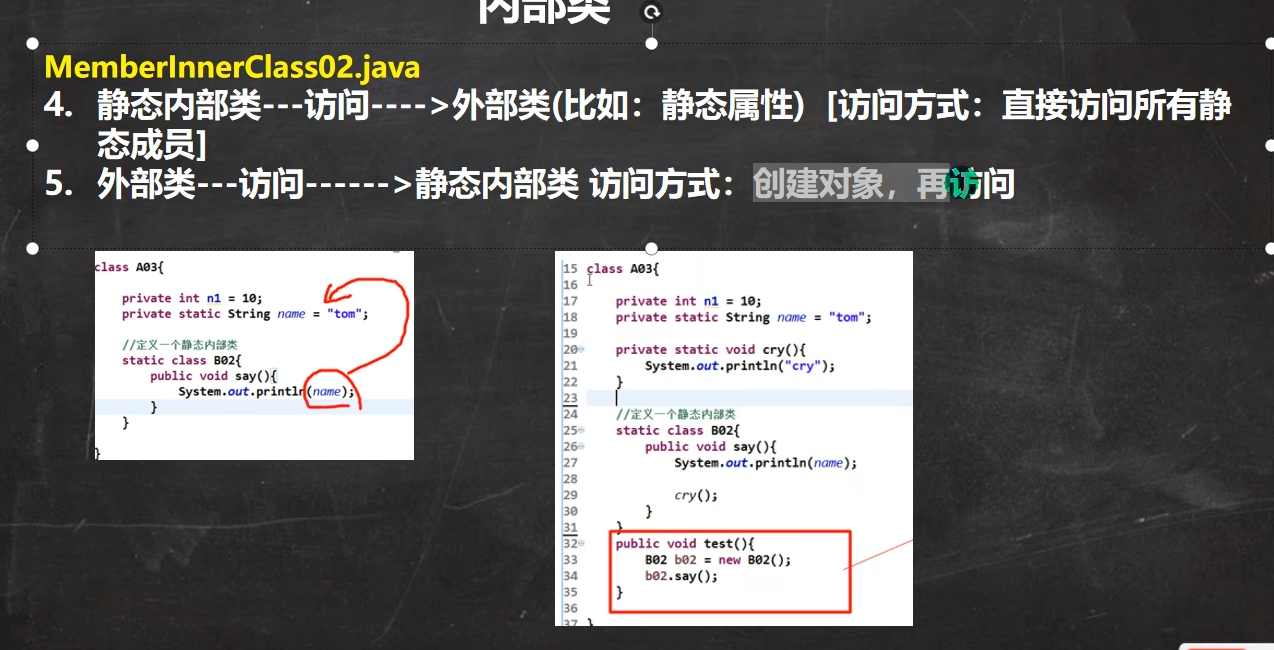 内部类
MemberInnerClass02.java
4. 静态内部类---访问---->外部类(比如：静态属) [访问方式：直接访问所有静
态成员]
5. 外部类---访问------>静态内部类 访问方式：创建对象，再访问
class A03{
private int n1 = 10;
private static String name = "tom";
//定义一个静态内部类
static class B02{
public void say(){
System.out.println(name);
}
}
}
15 class A03{
16
17 private int n1 = 10;
18 private static String name = "tom";
19
20 private static void cry(){
21 System.out.println("cry");
22 }
23
24 //定义一个静态内部类
25 static class B02{
26 public void say(){
27 System.out.println(name);
28
29 cry();
30 }
31 }
32 public void test(){
33 B02 b02 = new B02();
34 b02.say();
35 }
36
37 }